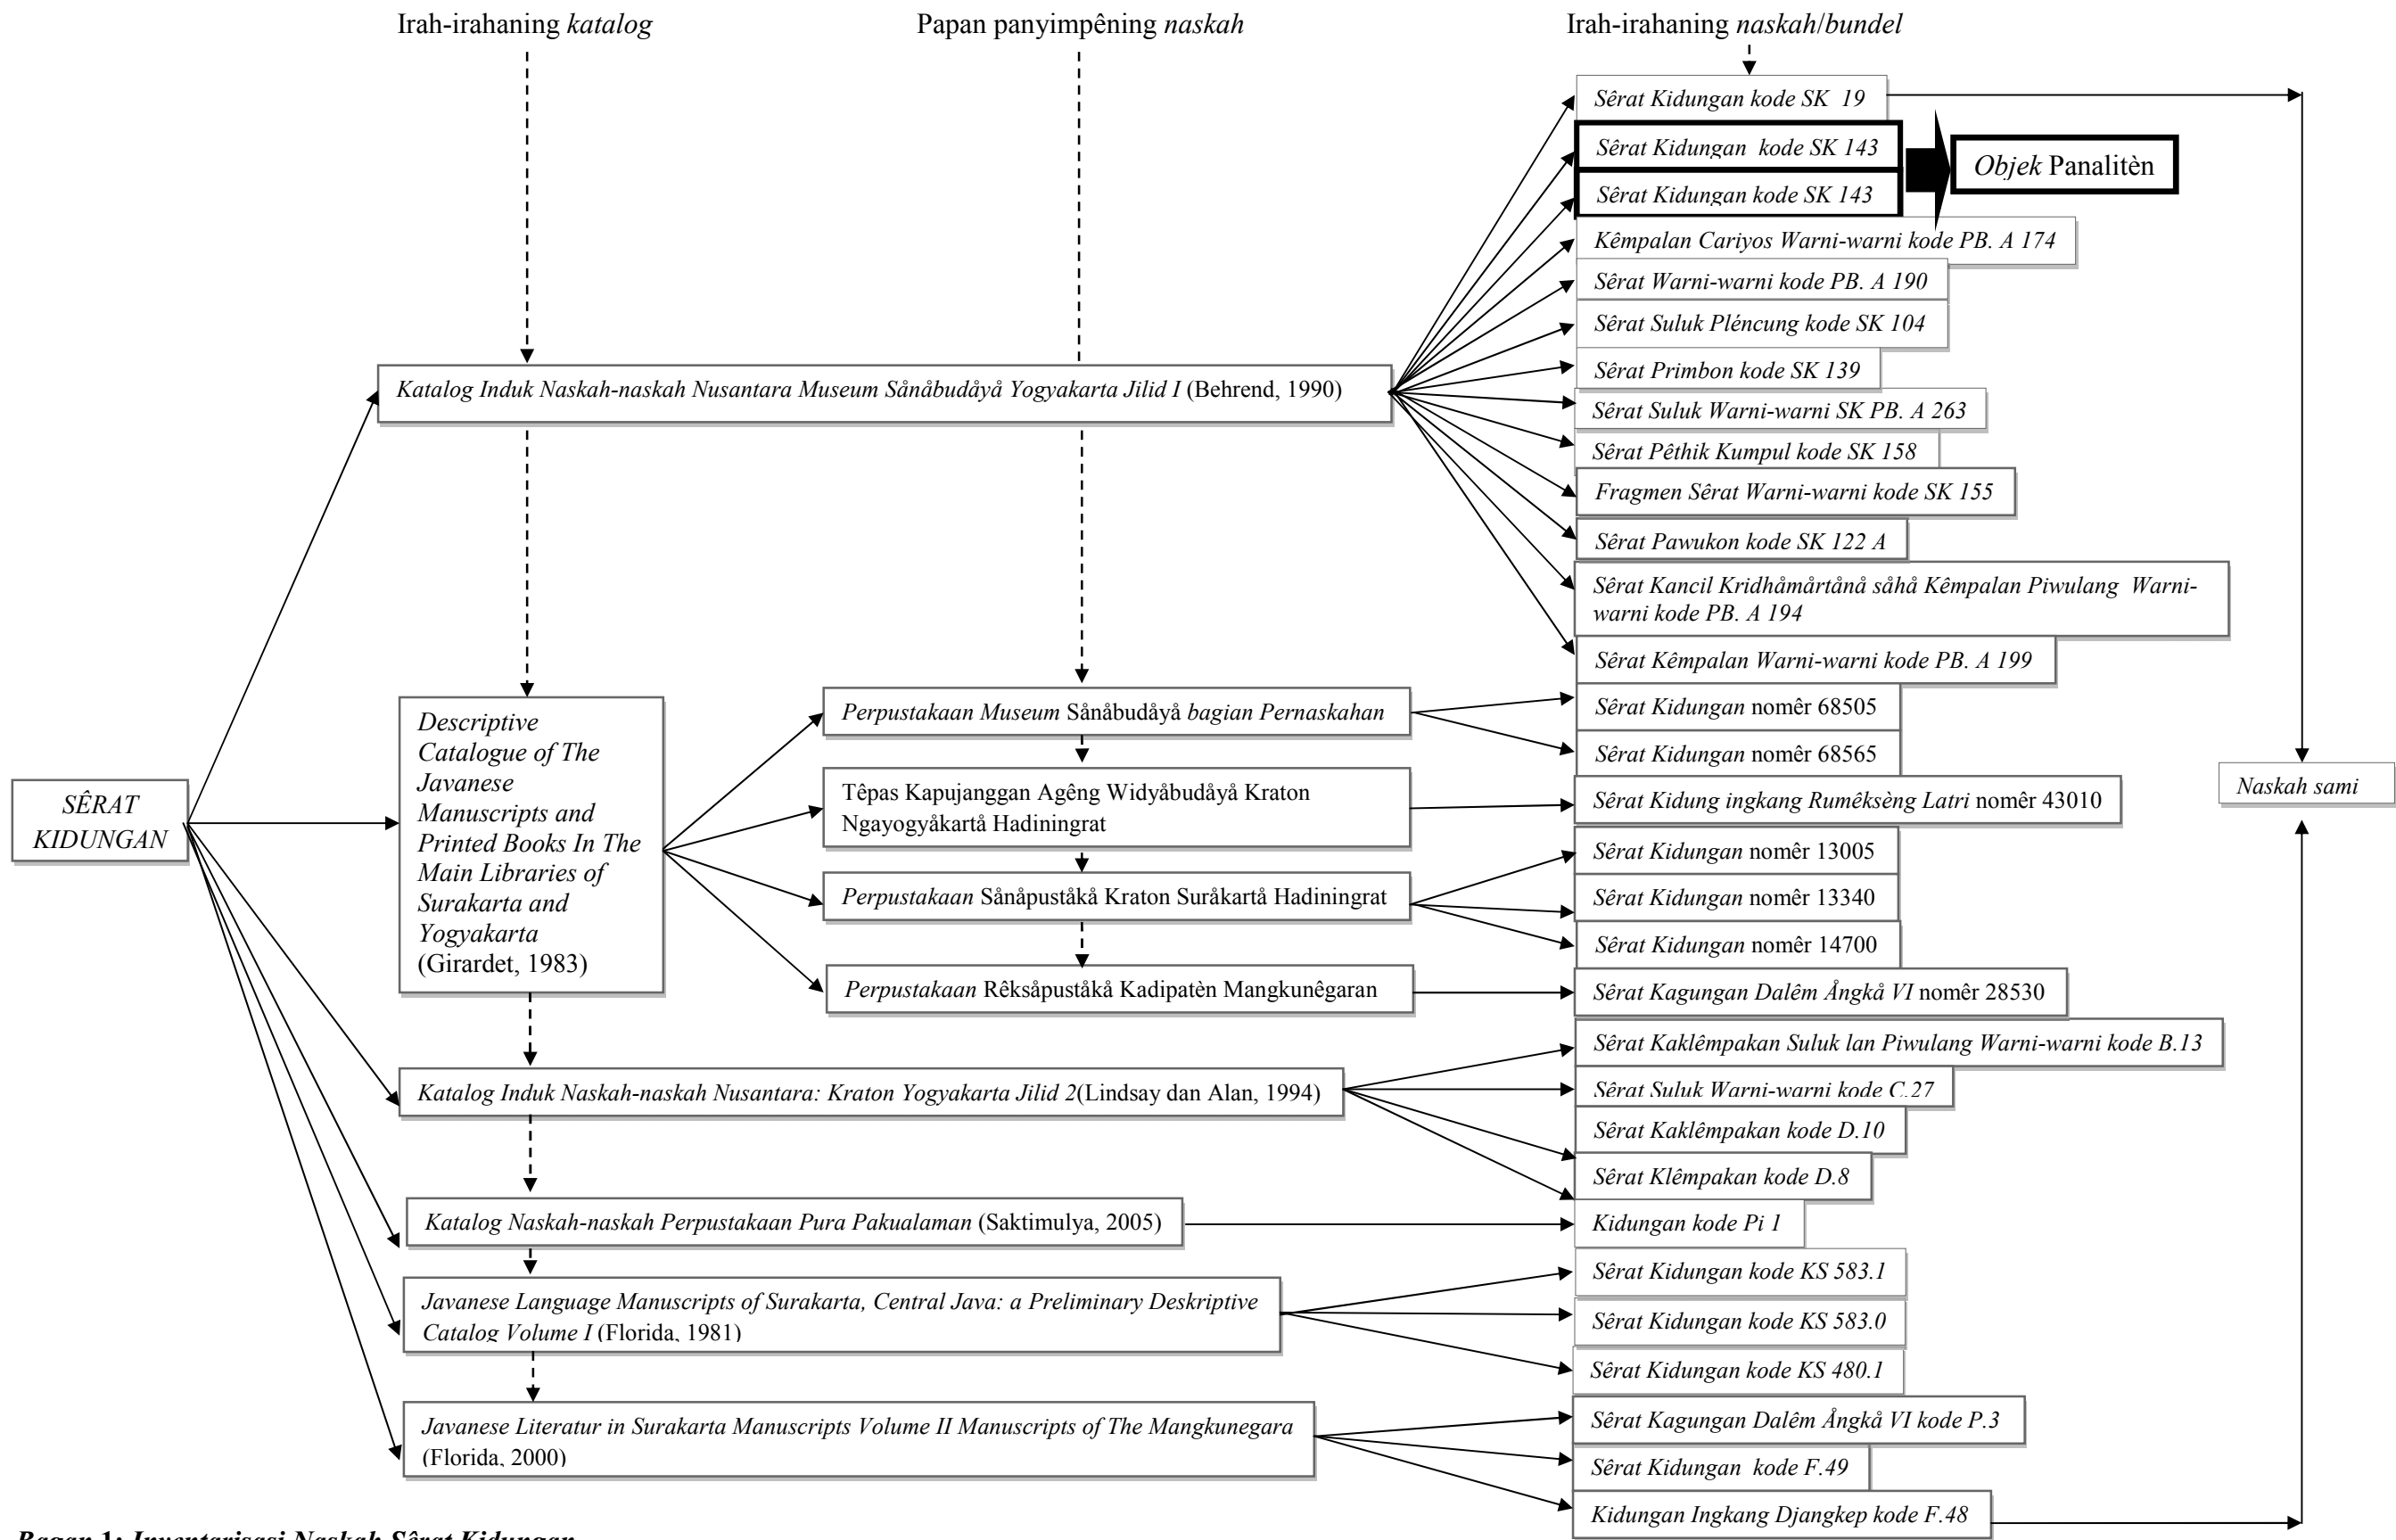 Irah-irahaning katalog
Papan panyimpêning naskah
Irah-irahaning naskah/bundel
SÊRAT
KIDUNGAN
Katalog Induk Naskah-naskah Nusantara Museum Sånåbudåyå Yogyakarta Jilid I (Behrend, 1990)
Sêrat Kidungan kode SK 19
Sêrat Kidungan kode SK 143
Sêrat Kidungan kode SK 143
Objek Panalitèn
Kêmpalan Cariyos Warni-warni kode PB. A 174
Sêrat Warni-warni kode PB. A 190
Sêrat Suluk Pléncung kode SK 104
Sêrat Primbon kode SK 139
Sêrat Suluk Warni-warni SK PB. A 263
Sêrat Pêthik Kumpul kode SK 158
Fragmen Sêrat Warni-warni kode SK 155
Sêrat Pawukon kode SK 122 A
Sêrat Kancil Kridhåmårtånå såhå Kêmpalan Piwulang Warni-
warni kode PB. A 194
Sêrat Kêmpalan Warni-warni kode PB. A 199
Descriptive
Catalogue of The
Javanese
Manuscripts and
Printed Books In The
Main Libraries of
Surakarta and
Yogyakarta
(Girardet, 1983)
Perpustakaan Museum Sånåbudåyå bagian Pernaskahan
Sêrat Kidungan nomêr 68505
Sêrat Kidungan nomêr 68565
Têpas Kapujanggan Agêng Widyåbudåyå Kraton
Ngayogyåkartå Hadiningrat
Sêrat Kidung ingkang Rumêksèng Latri nomêr 43010
Perpustakaan Sånåpuståkå Kraton Suråkartå Hadiningrat
Sêrat Kidungan nomêr 13005
Sêrat Kidungan nomêr 13340
Sêrat Kidungan nomêr 14700
Perpustakaan Rêksåpuståkå Kadipatèn Mangkunêgaran
Sêrat Kagungan Dalêm Ångkå VI nomêr 28530
Naskah sami
Katalog Induk Naskah-naskah Nusantara: Kraton Yogyakarta Jilid 2(Lindsay dan Alan, 1994)
Sêrat Kaklêmpakan Suluk lan Piwulang Warni-warni kode B.13
Sêrat Suluk Warni-warni kode C.27
Sêrat Kaklêmpakan kode D.10
Sêrat Klêmpakan kode D.8
Katalog Naskah-naskah Perpustakaan Pura Pakualaman (Saktimulya, 2005)
Kidungan kode Pi 1
Javanese Language Manuscripts of Surakarta, Central Java: a Preliminary Deskriptive
Catalog Volume I (Florida, 1981)
Sêrat Kidungan kode KS 583.1
Sêrat Kidungan kode KS 583.0
Sêrat Kidungan kode KS 480.1
Javanese Literatur in Surakarta Manuscripts Volume II Manuscripts of The Mangkunegara
(Florida, 2000)
Sêrat Kagungan Dalêm Ångkå VI kode P.3
Sêrat Kidungan kode F.49
Kidungan Ingkang Djangkep kode F.48
Bagan 1: Inventarisasi Naskah Sêrat Kidungan